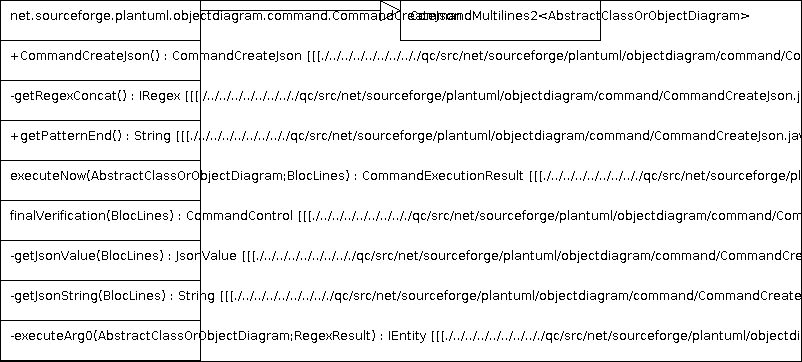 net.sourceforge.plantuml.objectdiagram.command.CommandCreateJson
CommandMultilines2<AbstractClassOrObjectDiagram>
+CommandCreateJson() : CommandCreateJson [[[./../../../../../../../../qc/src/net/sourceforge/plantuml/objectdiagram/command/Co
-getRegexConcat() : IRegex [[[./../../../../../../../../qc/src/net/sourceforge/plantuml/objectdiagram/command/CommandCreateJson.j
+getPatternEnd() : String [[[./../../../../../../../../qc/src/net/sourceforge/plantuml/objectdiagram/command/CommandCreateJson.jav
executeNow(AbstractClassOrObjectDiagram;BlocLines) : CommandExecutionResult [[[./../../../../../../../../qc/src/net/sourceforge/pl
finalVerification(BlocLines) : CommandControl [[[./../../../../../../../../qc/src/net/sourceforge/plantuml/objectdiagram/command/Com
-getJsonValue(BlocLines) : JsonValue [[[./../../../../../../../../qc/src/net/sourceforge/plantuml/objectdiagram/command/CommandCre
-getJsonString(BlocLines) : String [[[./../../../../../../../../qc/src/net/sourceforge/plantuml/objectdiagram/command/CommandCreate
-executeArg0(AbstractClassOrObjectDiagram;RegexResult) : IEntity [[[./../../../../../../../../qc/src/net/sourceforge/plantuml/objectdi